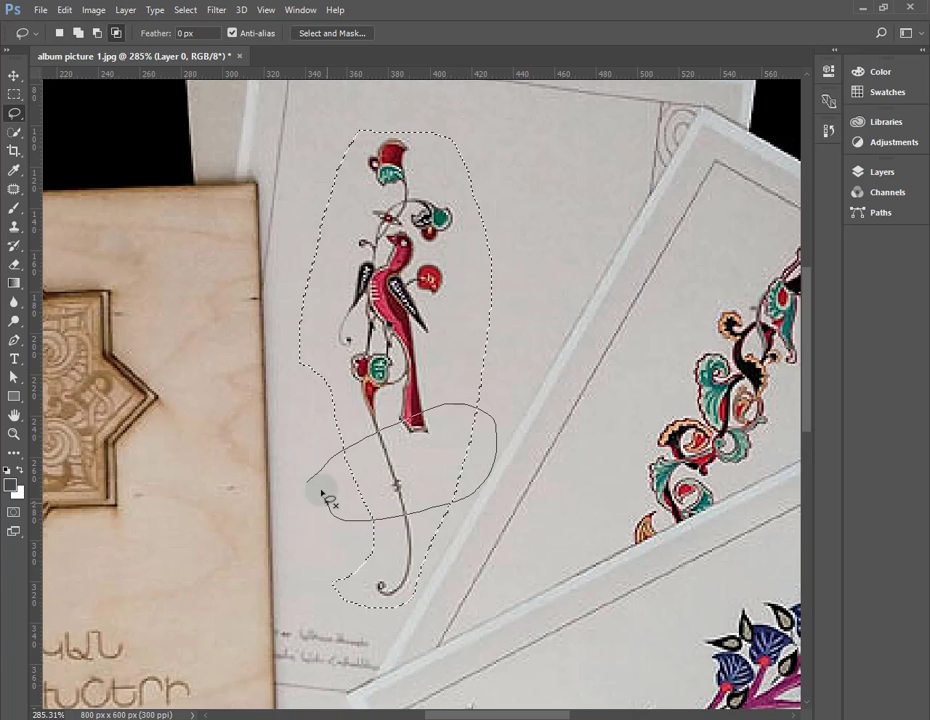 Ps File Edit Image Layer Type Select Filter 3D View Window Help
Feather: 0 px Anti-alias Select and Mask...
album picture 1.jpg @ 285% (Layer 0, RGB/8*) * ×
220 240 260 280 300 320 340 360 380 400 420 440 460 480 500 520 540 560
Color
Swatches
Libraries
Adjustments
Layers
Channels
Paths
285.31% 800 px x 600 px (300 ppi)